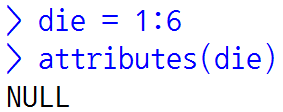 > die = 1:6
> attributes(die)
NULL